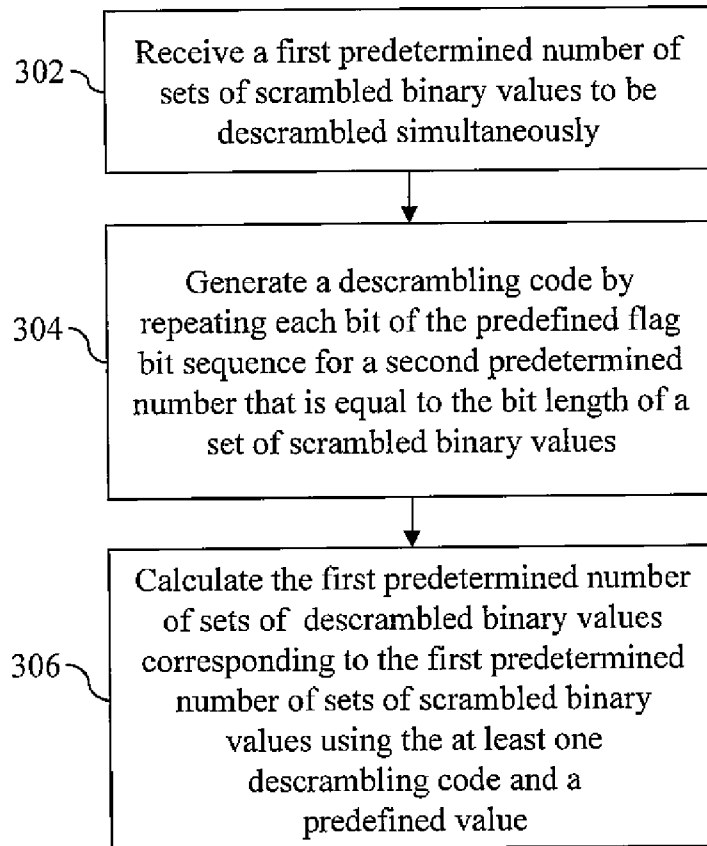 302
Receive a first predetermined number of
sets of scrambled binary values to be
descrambled simultaneously
304
Generate a descrambling code by
repeating each bit of the predefined flag
bit sequence for a second predetermined
number that is equal to the bit length of a
set of scrambled binary values
306
Calculate the first predetermined number
of sets of descrambled binary values
corresponding to the first predetermined
number of sets of scrambled binary
values using the at least one
descrambling code and a
predefined value